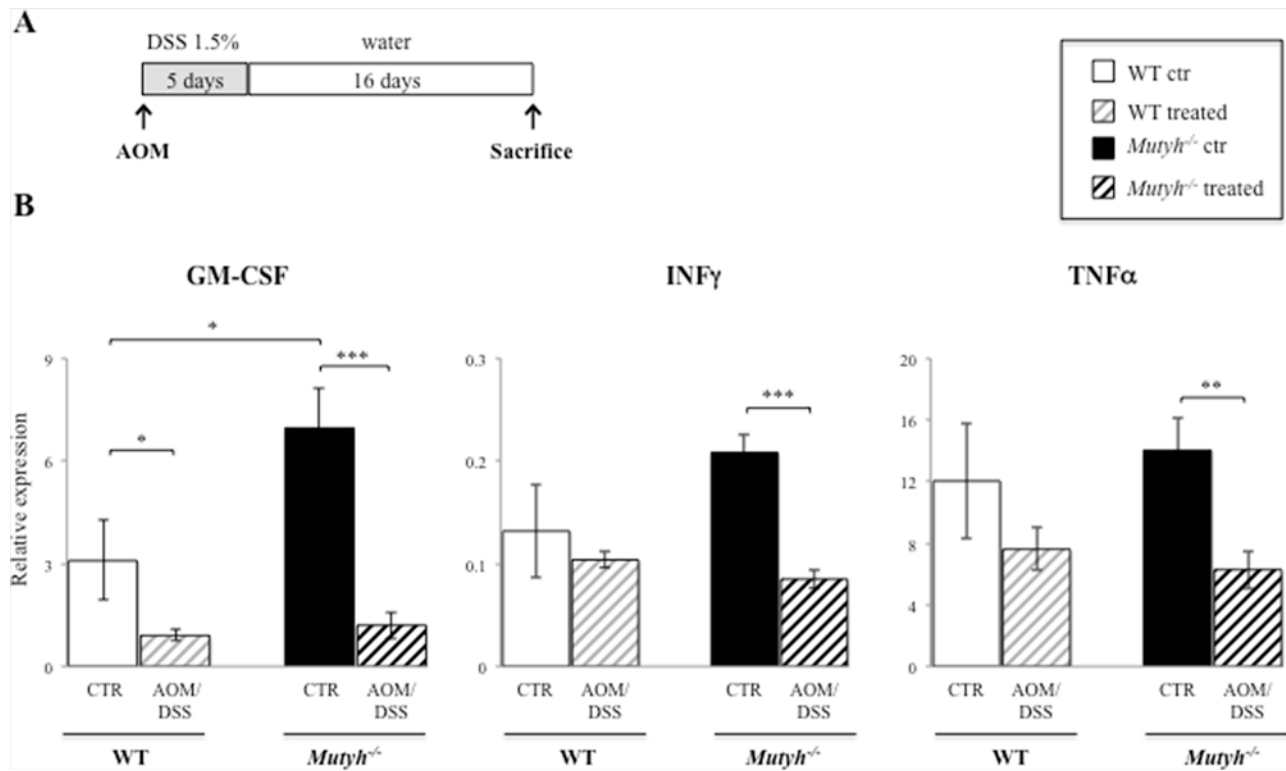 A
DSS 1.5% water
5 days 16 days
AOM Sacrifice
WT ctr
WT treated
Mutyh-/- ctr
Mutyh-/- treated
B
GM-CSF INFγ TNFα
* *** * *** **
Relative expression
9
6
3
0
0.3
0.2
0.1
0
20
16
12
8
4
0
CTR AOM/ CTR AOM/ CTR AOM/ CTR AOM/ CTR AOM/ CTR AOM/
DSS DSS DSS DSS DSS DSS
WT Mutyh-/- WT Mutyh-/- WT Mutyh-/-